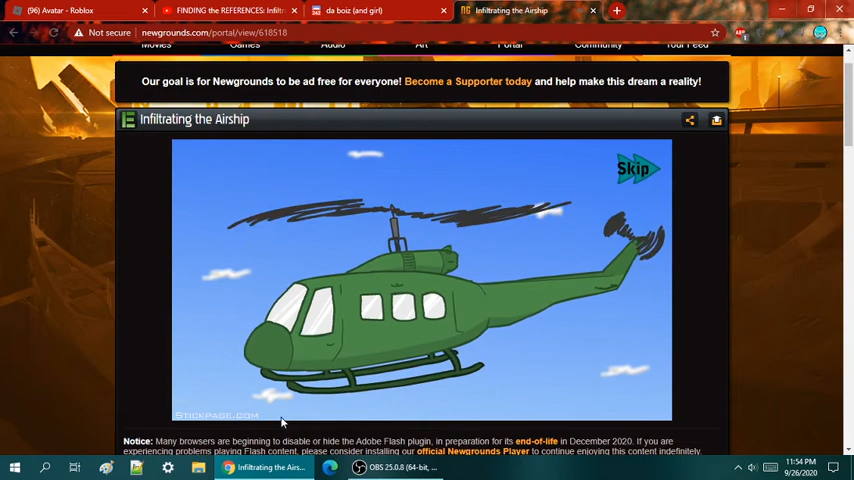 (96) Avatar - Roblox
FINDING the REFERENCES: Infilt
242 da boiz (and girl)
Infiltrating the Airship
Not secure newgrounds.com/portal/view/618518
Movies Games Audio Art Portal Community Your Feed
Our goal is for Newgrounds to be ad free for everyone! Become a Supporter today and help make this dream a reality!
E Infiltrating the Airship
Skip
STICKPAGE.COM
Notice: Many browsers are beginning to disable or hide the Adobe Flash plugin, in preparation for its end-of-life in December 2020. If you are
experiencing problems playing Flash content, please consider installing our official Newgrounds Player to continue enjoying this content indefinitely.
Infiltrating the Airs...
OBS 25.0.8 (64-bit, ...
11:54 PM
9/26/2020